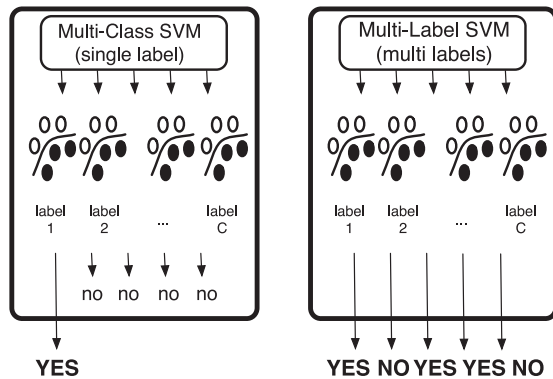 Multi-Class SVM
(single label)
label
1
label
2
...
label
C
no no no no
YES
Multi-Label SVM
(multi labels)
label
1
label
2
...
label
C
YES NO YES YES NO